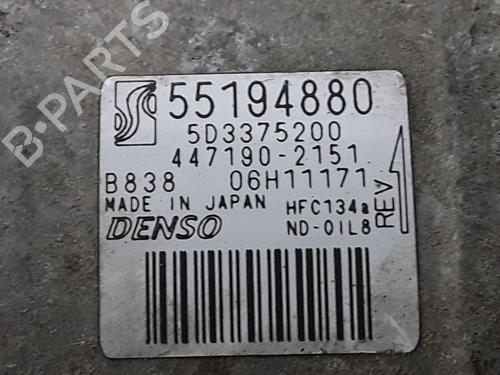 55194880
5D3375200
447190-2151
B838 06H11171
MADE IN JAPAN HFC134a
DENSO ND-OIL8
REV
B-PARTS